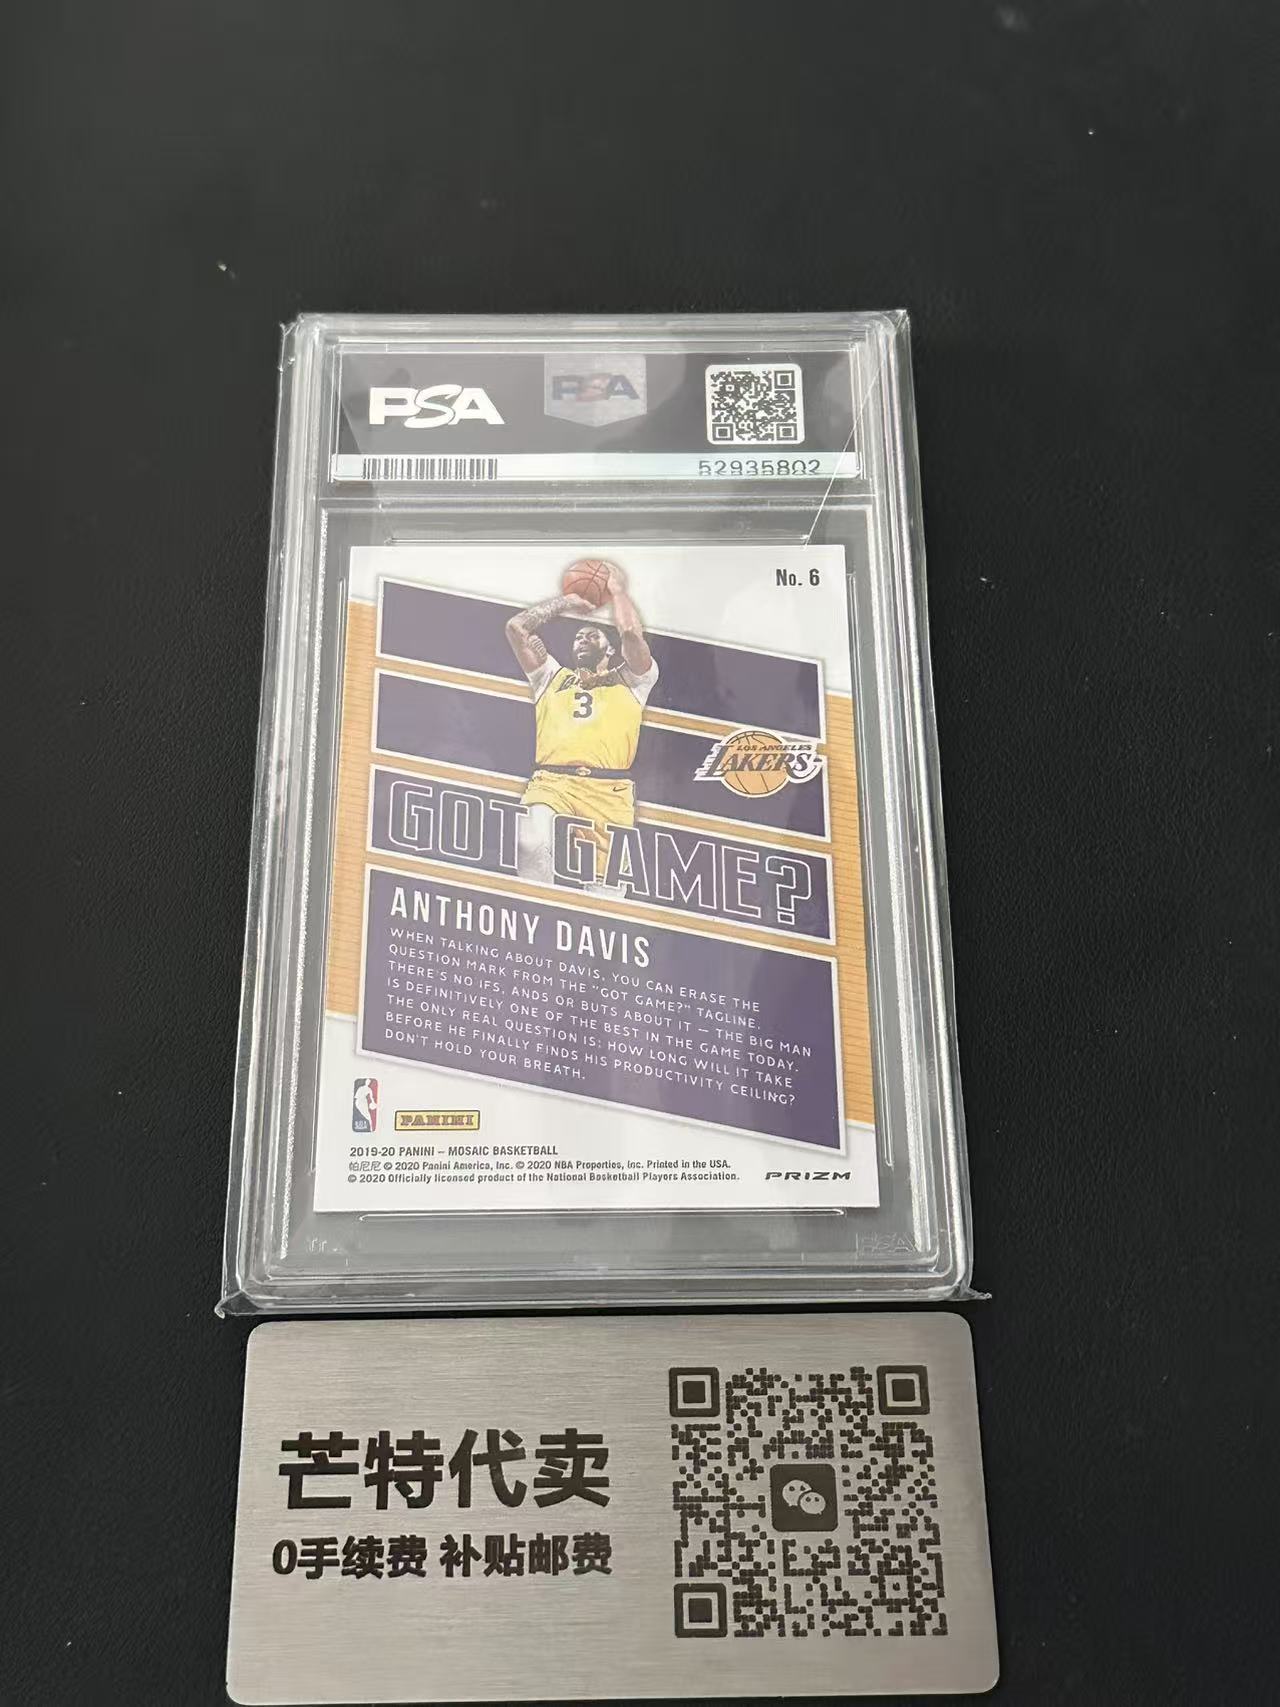 PSA
PSA
52935802
No. 6
3
LOS ANGELES
LAKERS
GOT GAME?
ANTHONY DAVIS
WHEN TALKING ABOUT DAVIS, YOU CAN ERASE THE
QUESTION MARK FROM THE "GOT GAME?" TAGLINE.
THERE'S NO IFS, ANDS OR BUTS ABOUT IT — THE BIG MAN
IS DEFINITIVELY ONE OF THE BEST IN THE GAME TODAY.
THE ONLY REAL QUESTION IS: HOW LONG WILL IT TAKE
BEFORE HE FINALLY FINDS HIS PRODUCTIVITY CEILING?
DON'T HOLD YOUR BREATH.
NBA
PANINI
2019-20 PANINI – MOSAIC BASKETBALL
帕尼尼 © 2020 Panini America, Inc. © 2020 NBA Properties, Inc. Printed in the USA.
© 2020 Officially licensed product of the National Basketball Players Association.
PRIZM
PSA
芒特代卖
0手续费 补贴邮费